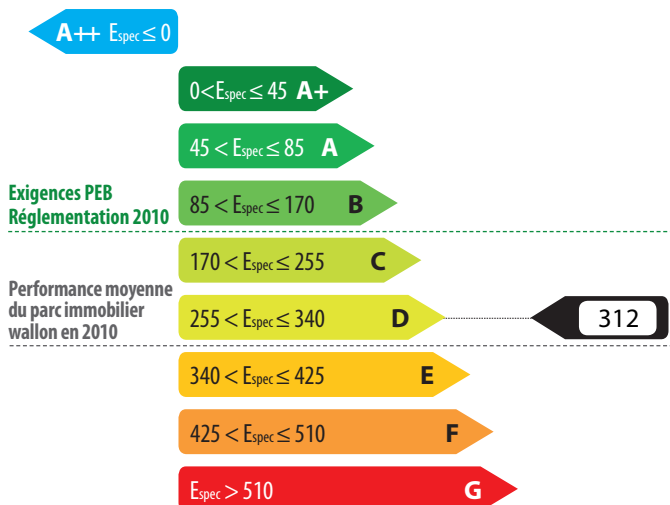 A++ Espec ≤ 0
0 < Espec ≤ 45 A+
45 < Espec ≤ 85 A
Exigences PEB
Réglementation 2010
85 < Espec ≤ 170 B
170 < Espec ≤ 255 C
Performance moyenne
du parc immobilier
wallon en 2010
255 < Espec ≤ 340 D
312
340 < Espec ≤ 425 E
425 < Espec ≤ 510 F
Espec > 510 G